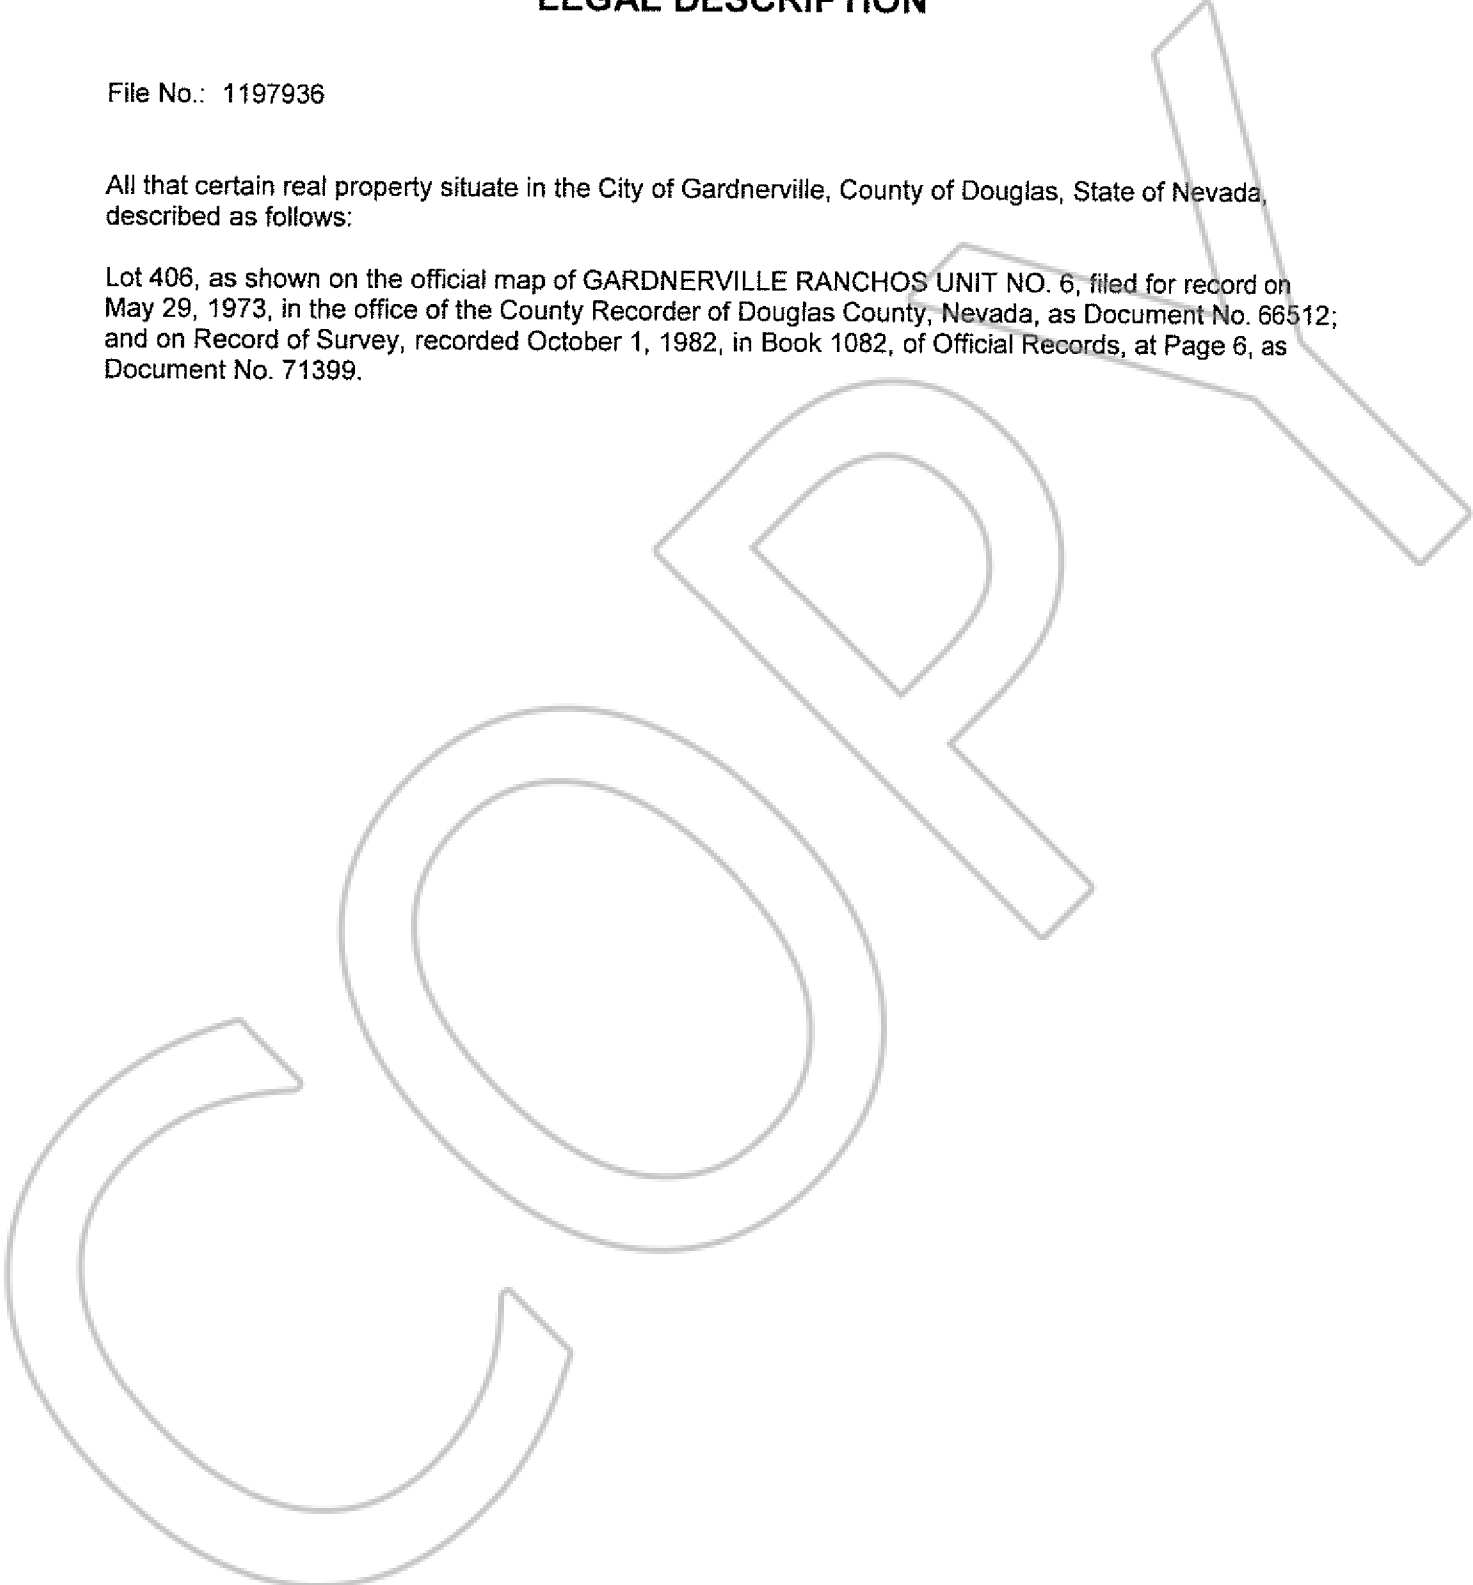 LEGAL DESCRIPTION
File No.: 1197936
All that certain real property situate in the City of Gardnerville, County of Douglas, State of Nevada,
described as follows:
Lot 406, as shown on the official map of GARDNERVILLE RANCHOS UNIT NO. 6, filed for record on
May 29, 1973, in the office of the County Recorder of Douglas County, Nevada, as Document No. 66512;
and on Record of Survey, recorded October 1, 1982, in Book 1082, of Official Records, at Page 6, as
Document No. 71399.
COPY